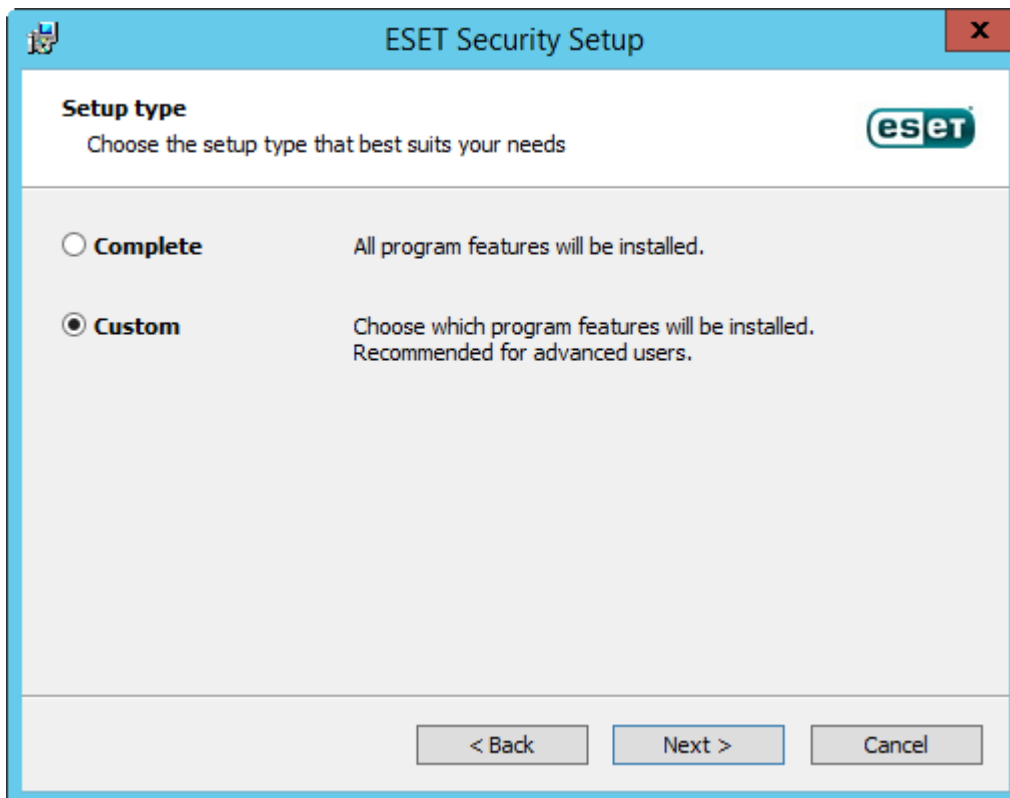 ESET Security Setup
x
Setup type
Choose the setup type that best suits your needs
eseT
Complete
All program features will be installed.
Custom
Choose which program features will be installed.
Recommended for advanced users.
< Back
Next >
Cancel